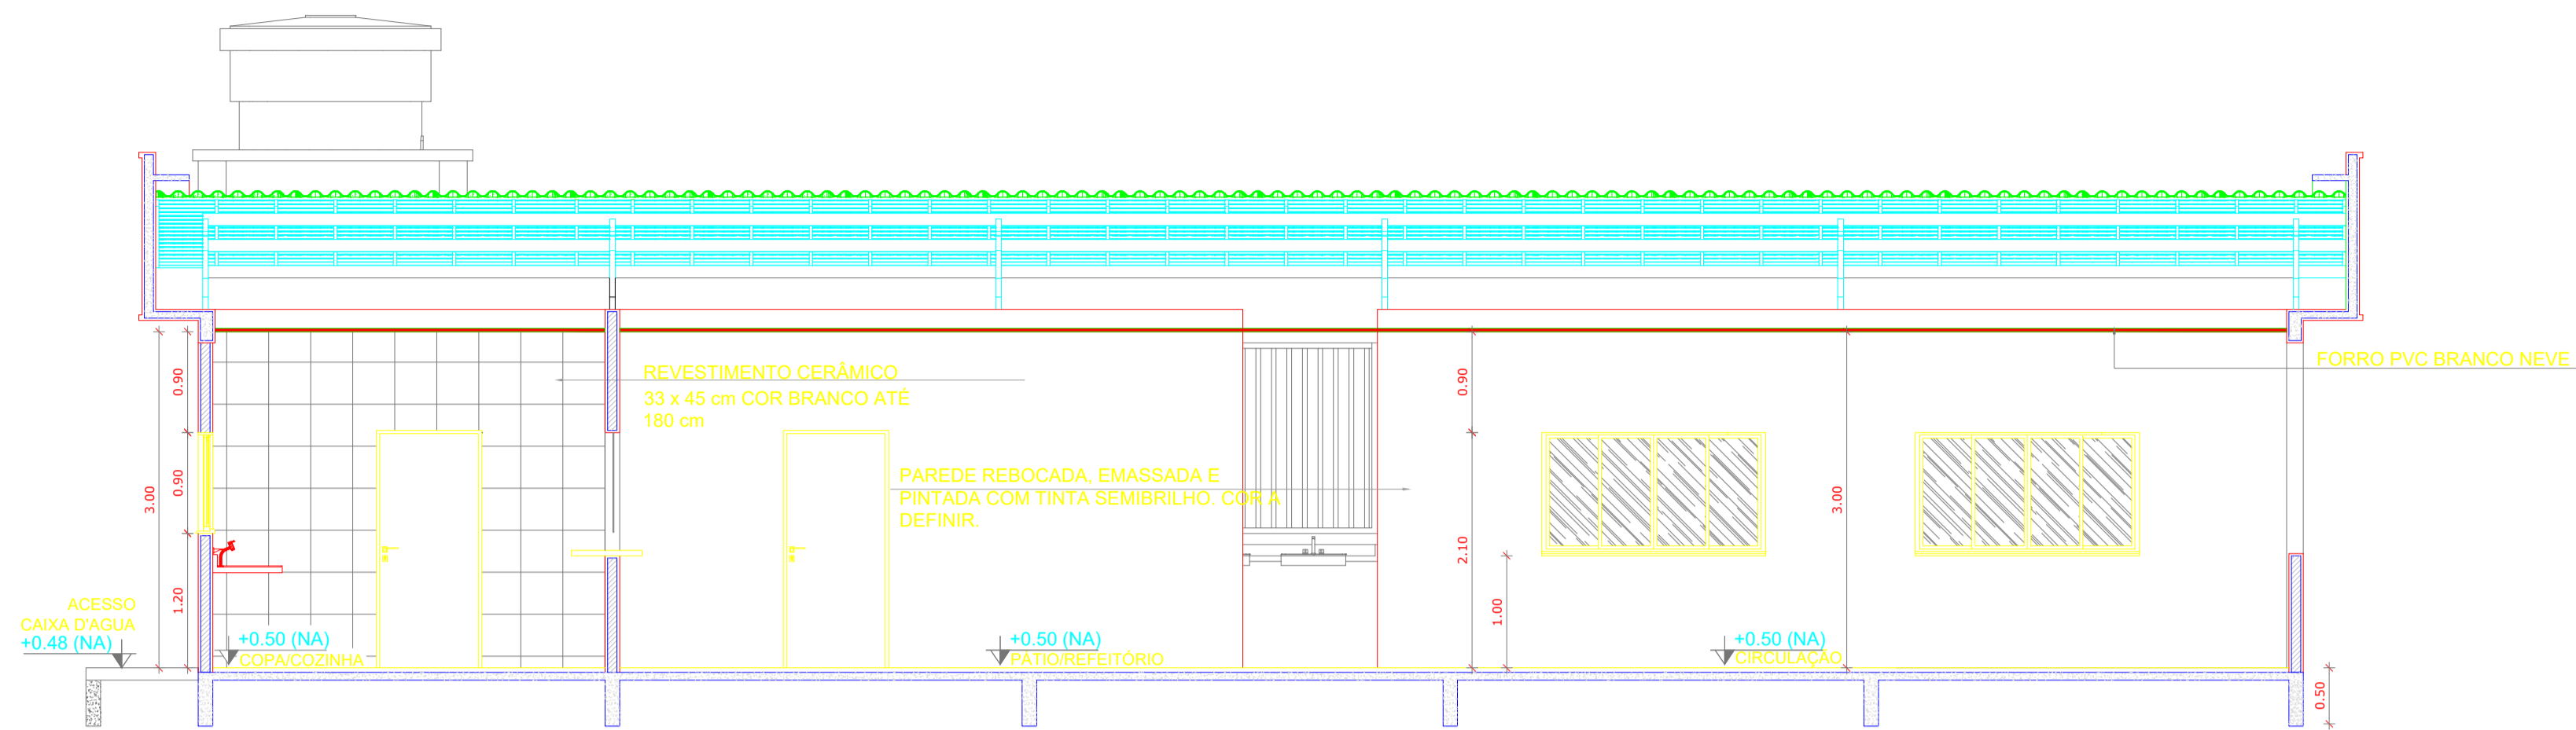 REVESTIMENTO CERÂMICO
33 x 45 cm COR BRANCO ATÉ
180 cm
PAREDE REBOCADA, EMASSADA E
PINTADA COM TINTA SEMIBRILHO. COR A
DEFINIR.
FORRO PVC BRANCO NEVE
0.90
0.90
3.00
1.20
0.90
2.10
1.00
3.00
0.50
ACESSO
CAIXA D'AGUA
+0.48 (NA)
+0.50 (NA)
COPA/COZINHA
+0.50 (NA)
PATIO/REFEITÓRIO
+0.50 (NA)
CIRCULAÇÃO